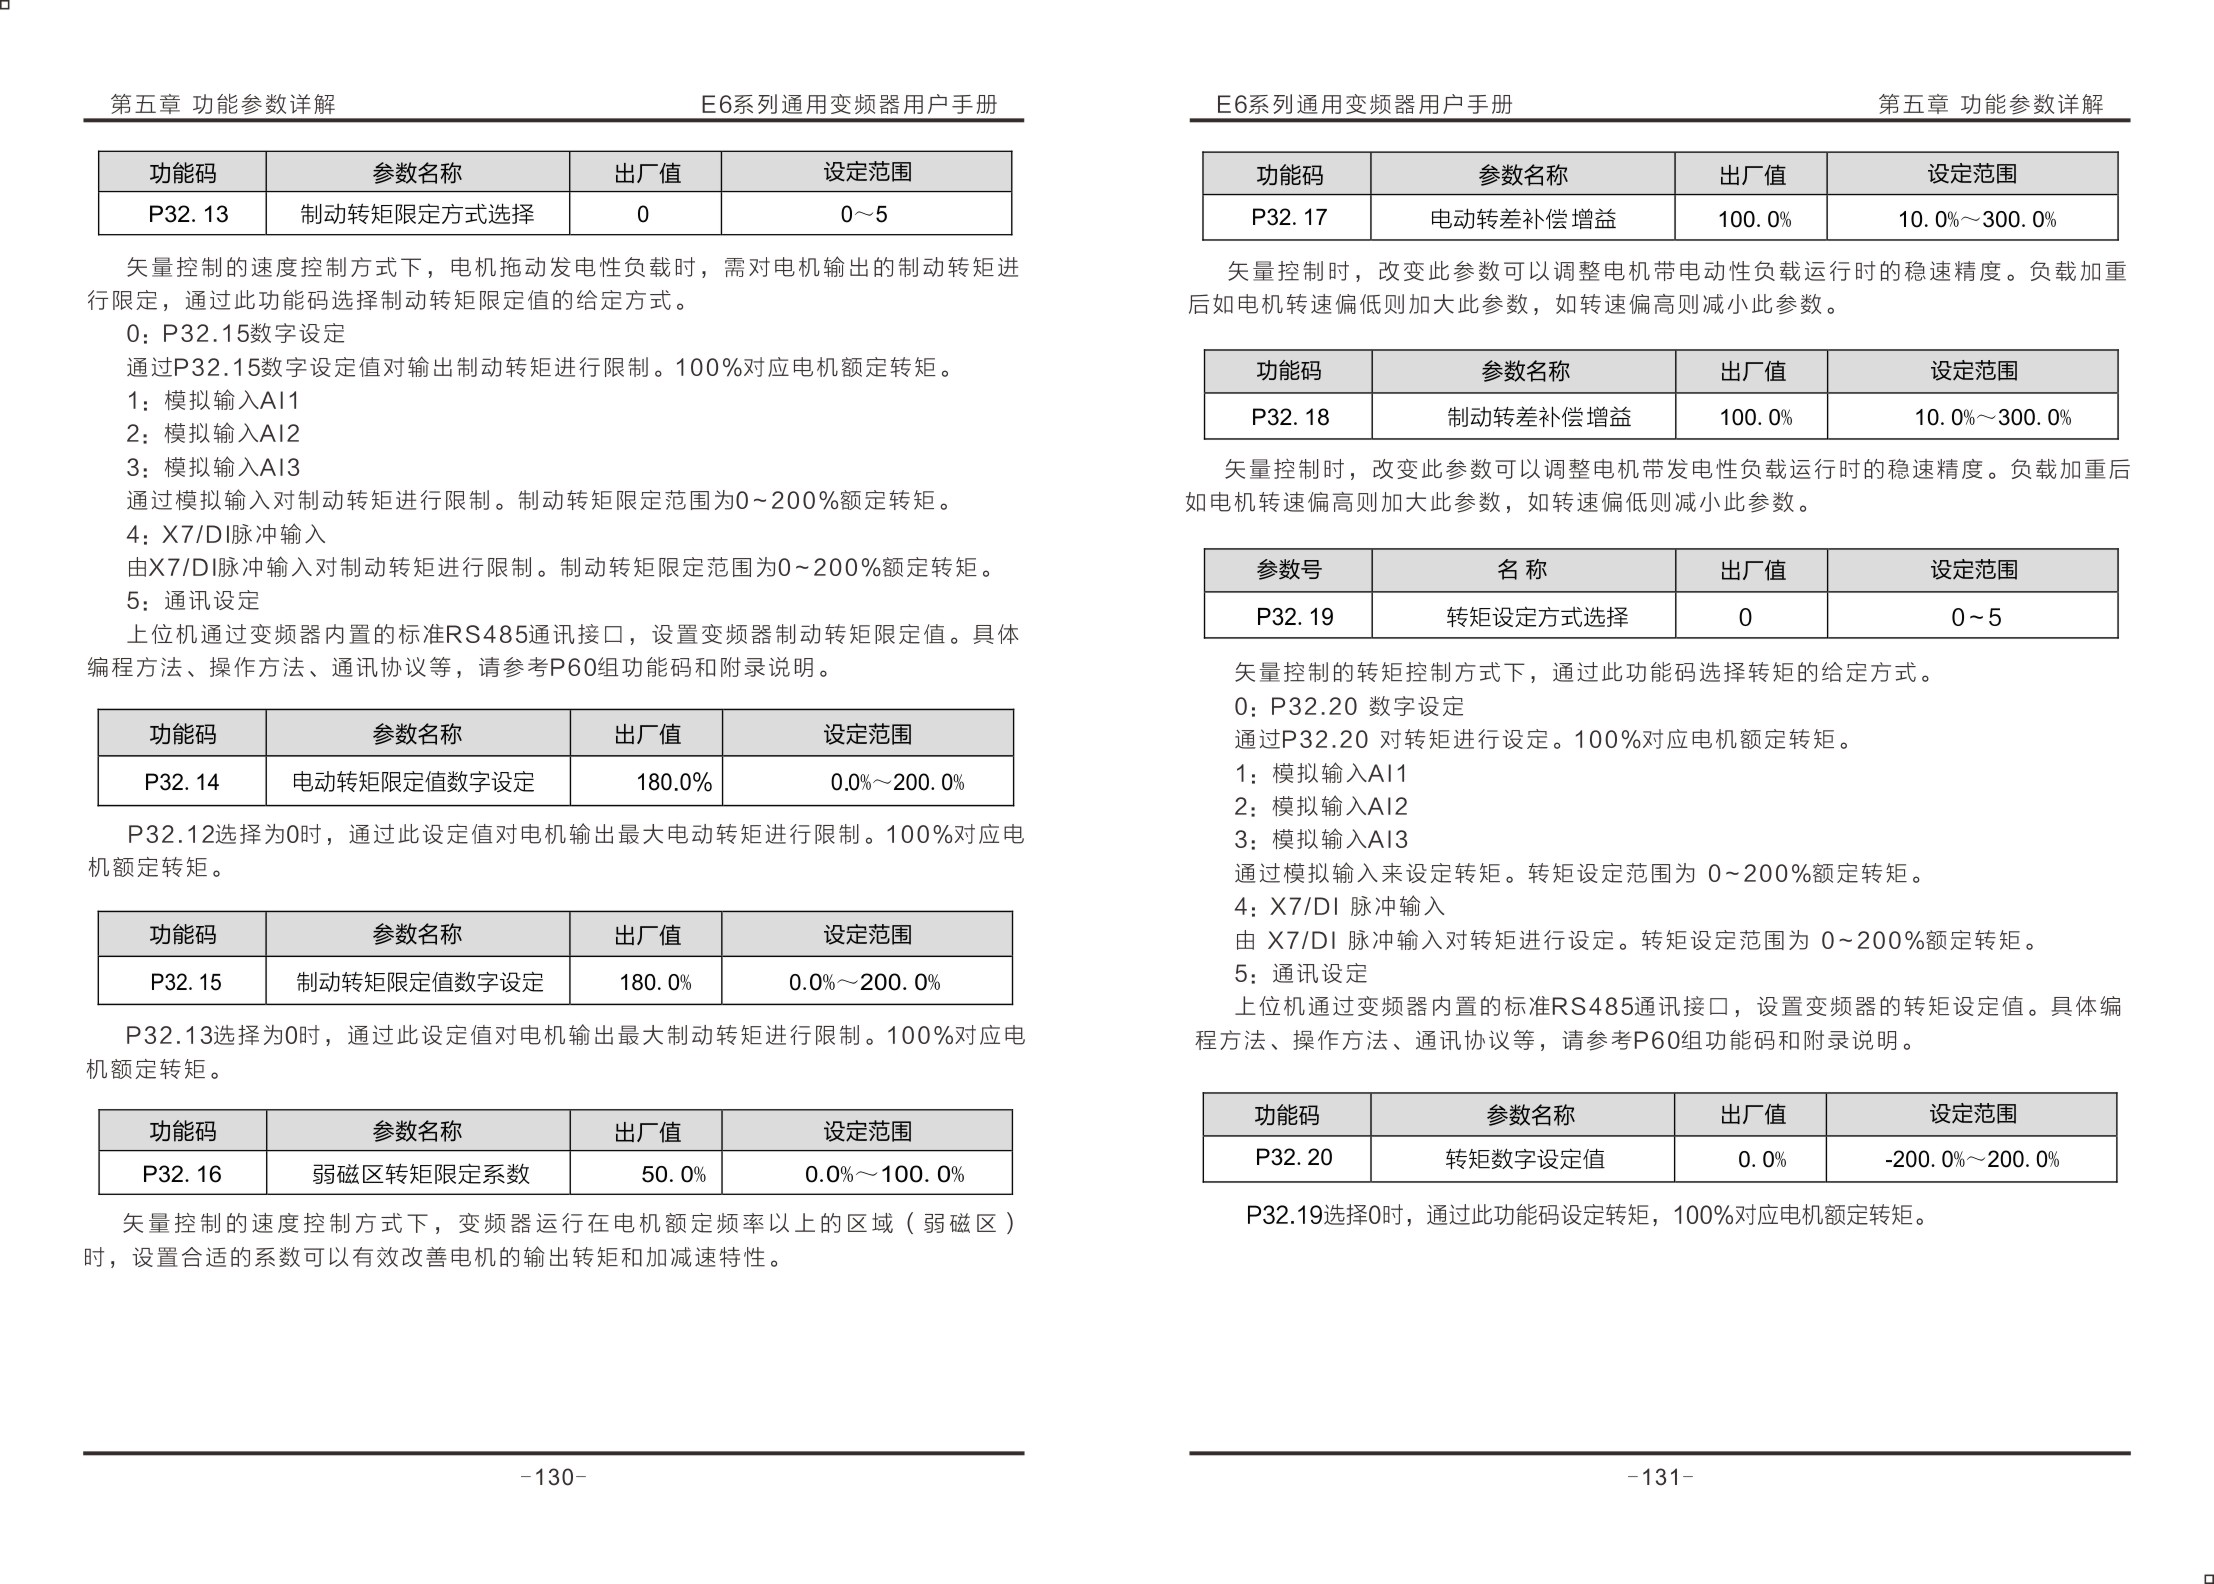 第五章 功能参数详解 E6系列通用变频器用户手册
功能码 参数名称 出厂值 设定范围
P32.13 制动转矩限定方式选择 0 0～5
矢量控制的速度控制方式下，电机拖动发电性负载时，需对电机输出的制动转矩进
行限定，通过此功能码选择制动转矩限定值的给定方式。
0：P32.15数字设定
通过P32.15数字设定值对输出制动转矩进行限制。100%对应电机额定转矩。
1：模拟输入AI1
2：模拟输入AI2
3：模拟输入AI3
通过模拟输入对制动转矩进行限制。制动转矩限定范围为0~200%额定转矩。
4：X7/DI脉冲输入
由X7/DI脉冲输入对制动转矩进行限制。制动转矩限定范围为0~200%额定转矩。
5：通讯设定
上位机通过变频器内置的标准RS485通讯接口，设置变频器制动转矩限定值。具体
编程方法、操作方法、通讯协议等，请参考P60组功能码和附录说明。
功能码 参数名称 出厂值 设定范围
P32.14 电动转矩限定值数字设定 180.0% 0.0%～200.0%
P32.12选择为0时，通过此设定值对电机输出最大电动转矩进行限制。100%对应电
机额定转矩。
功能码 参数名称 出厂值 设定范围
P32.15 制动转矩限定值数字设定 180.0% 0.0%～200.0%
P32.13选择为0时，通过此设定值对电机输出最大制动转矩进行限制。100%对应电
机额定转矩。
功能码 参数名称 出厂值 设定范围
P32.16 弱磁区转矩限定系数 50.0% 0.0%～100.0%
矢量控制的速度控制方式下，变频器运行在电机额定频率以上的区域（弱磁区）
时，设置合适的系数可以有效改善电机的输出转矩和加减速特性。
-130-
E6系列通用变频器用户手册 第五章 功能参数详解
功能码 参数名称 出厂值 设定范围
P32.17 电动转差补偿增益 100.0% 10.0%～300.0%
矢量控制时，改变此参数可以调整电机带电动性负载运行时的稳速精度。负载加重
后如电机转速偏低则加大此参数，如转速偏高则减小此参数。
功能码 参数名称 出厂值 设定范围
P32.18 制动转差补偿增益 100.0% 10.0%～300.0%
矢量控制时，改变此参数可以调整电机带发电性负载运行时的稳速精度。负载加重后
如电机转速偏高则加大此参数，如转速偏低则减小此参数。
参数号 名 称 出厂值 设定范围
P32.19 转矩设定方式选择 0 0~5
矢量控制的转矩控制方式下，通过此功能码选择转矩的给定方式。
0：P32.20 数字设定
通过P32.20 对转矩进行设定。100%对应电机额定转矩。
1：模拟输入AI1
2：模拟输入AI2
3：模拟输入AI3
通过模拟输入来设定转矩。转矩设定范围为 0~200%额定转矩。
4：X7/DI 脉冲输入
由 X7/DI 脉冲输入对转矩进行设定。转矩设定范围为 0~200%额定转矩。
5：通讯设定
上位机通过变频器内置的标准RS485通讯接口，设置变频器的转矩设定值。具体编
程方法、操作方法、通讯协议等，请参考P60组功能码和附录说明。
功能码 参数名称 出厂值 设定范围
P32.20 转矩数字设定值 0.0% -200.0%～200.0%
P32.19选择0时，通过此功能码设定转矩，100%对应电机额定转矩。
-131-